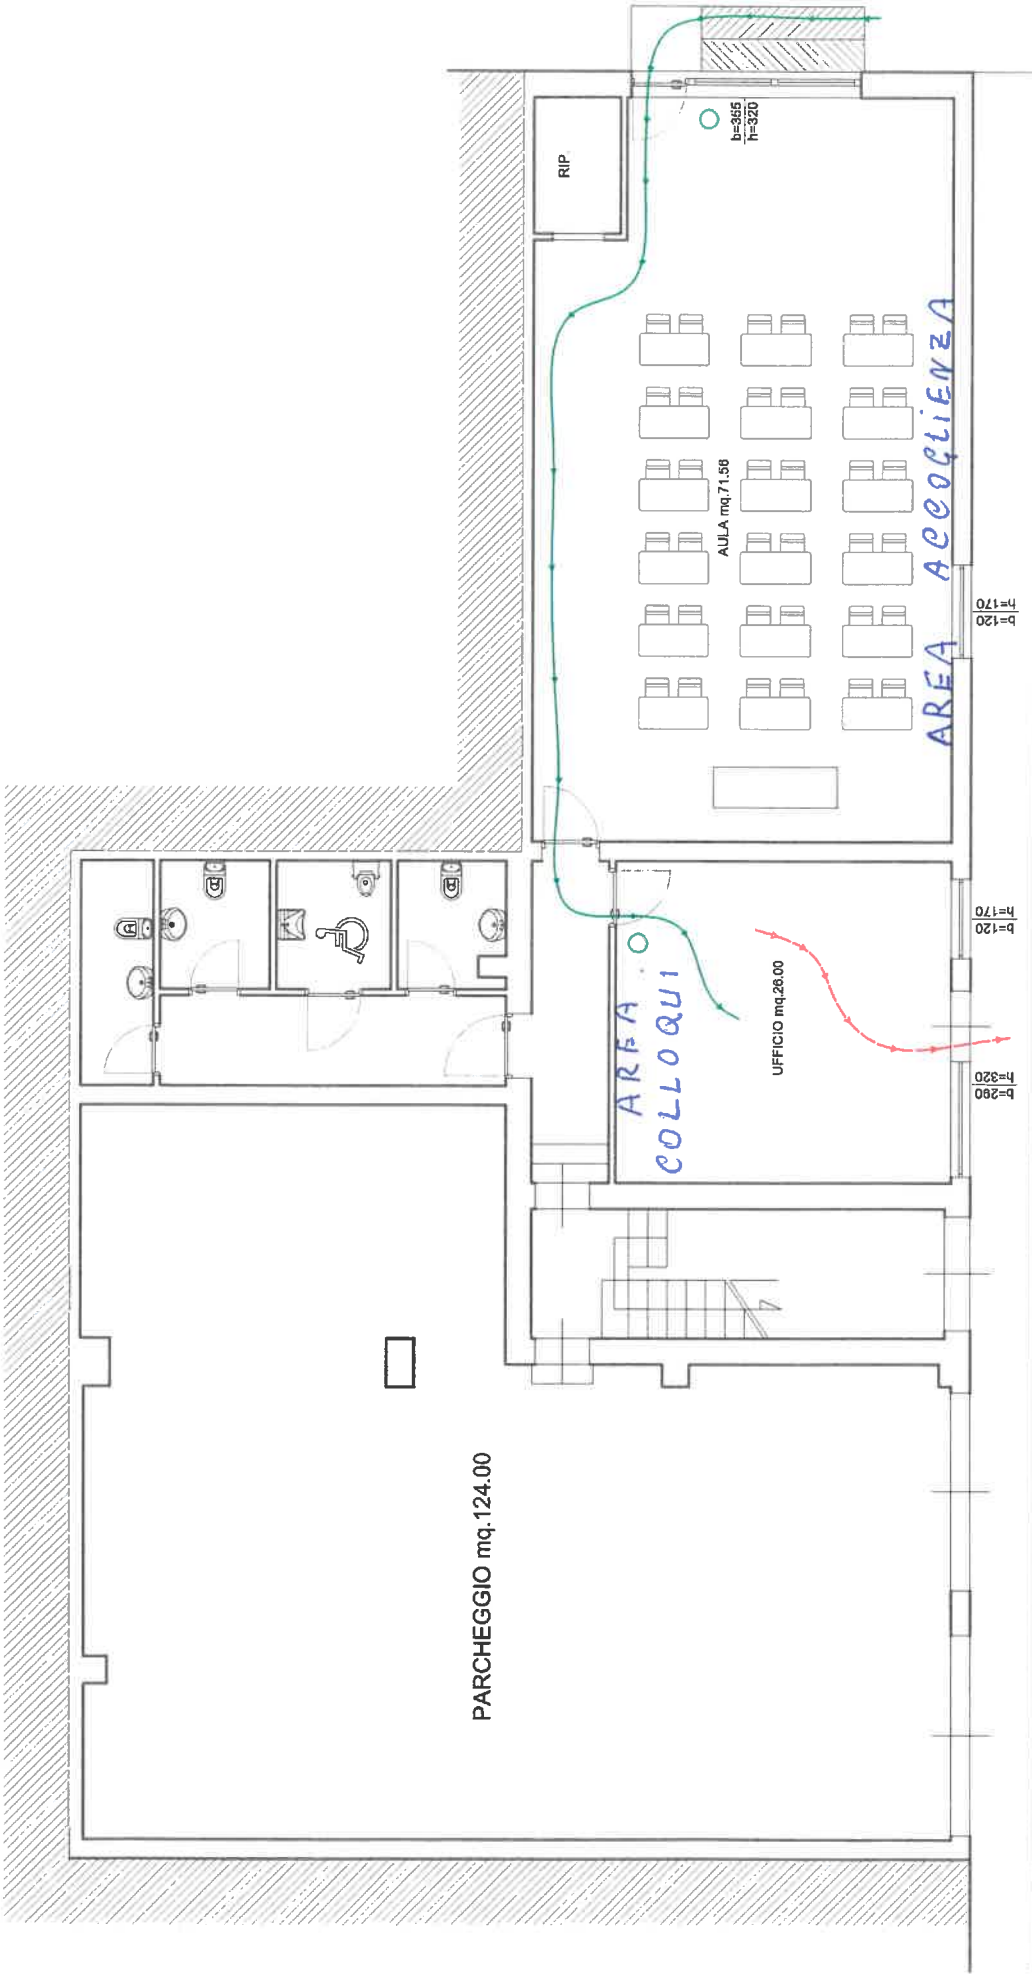 RIP.
b=355
h=320
AULA mq.71.56
AREA ACCOGLIENZA
b=120
h=170
b=120
h=170
AREA
COLLOQUI
UFFICIO mq.26.00
b=290
h=320
PARCHEGGIO mq.124.00